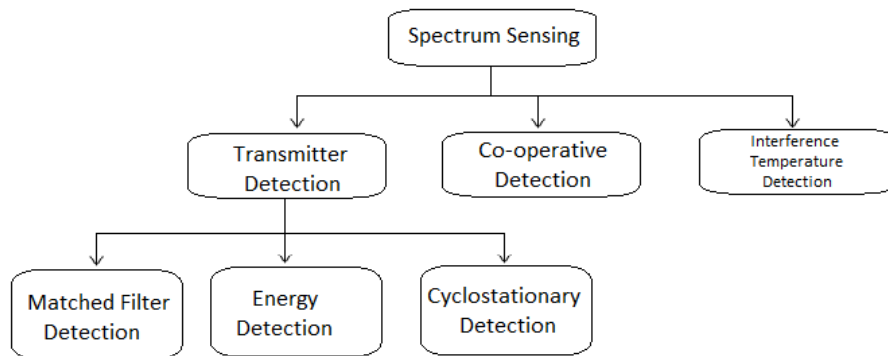 Spectrum Sensing
Transmitter
Detection
Co-operative
Detection
Interference
Temperature
Detection
Matched Filter
Detection
Energy
Detection
Cyclostationary
Detection